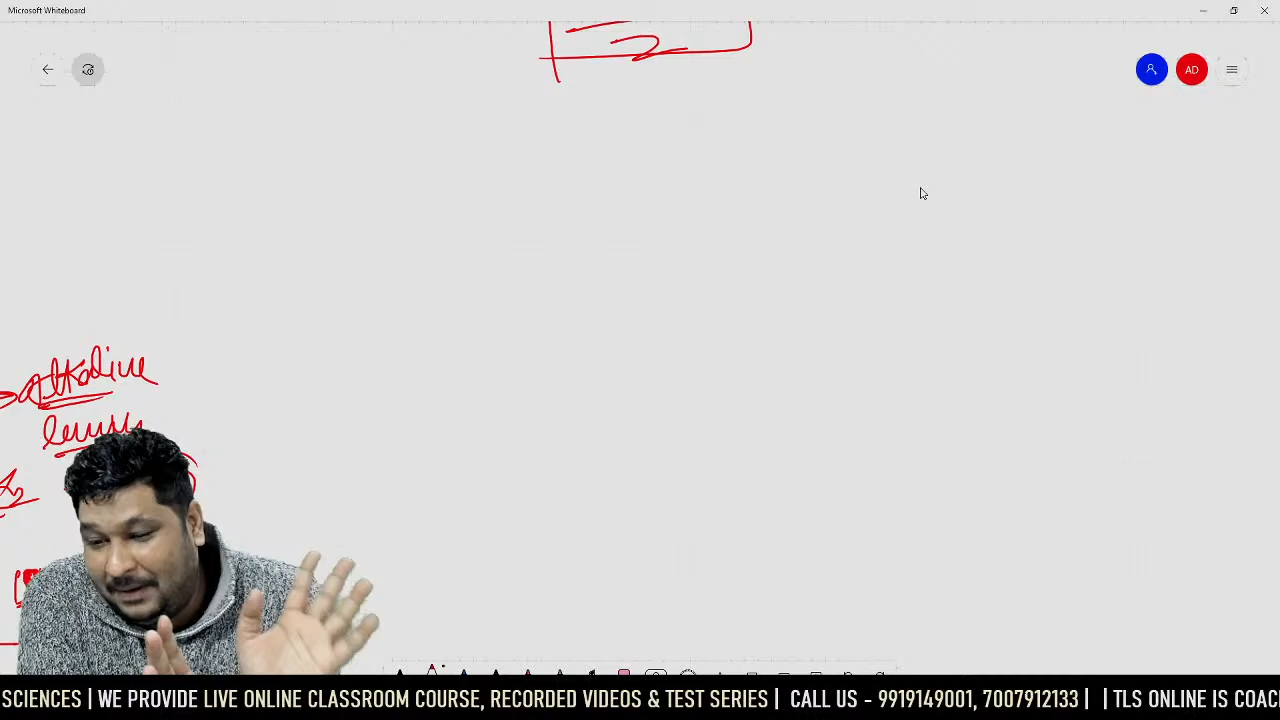 Microsoft Whiteboard
AD
alkaline
SCIENCES | WE PROVIDE LIVE ONLINE CLASSROOM COURSE, RECORDED VIDEOS & TEST SERIES | CALL US - 9919149001, 7007912133 | | TLS ONLINE IS COAC